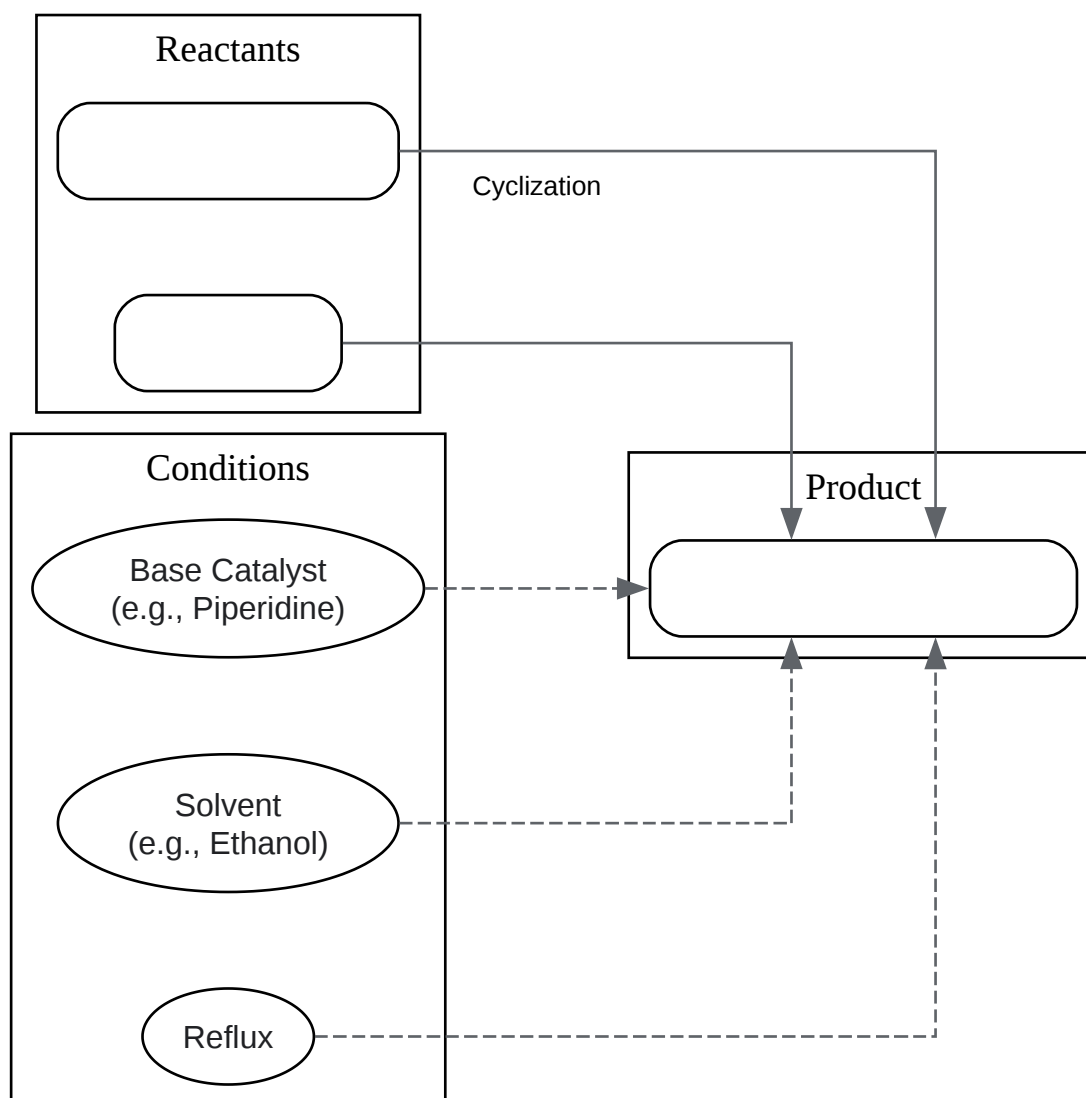 Reactants
Cyclization
Conditions
Product
Base Catalyst
(e.g., Piperidine)
Solvent
(e.g., Ethanol)
Reflux